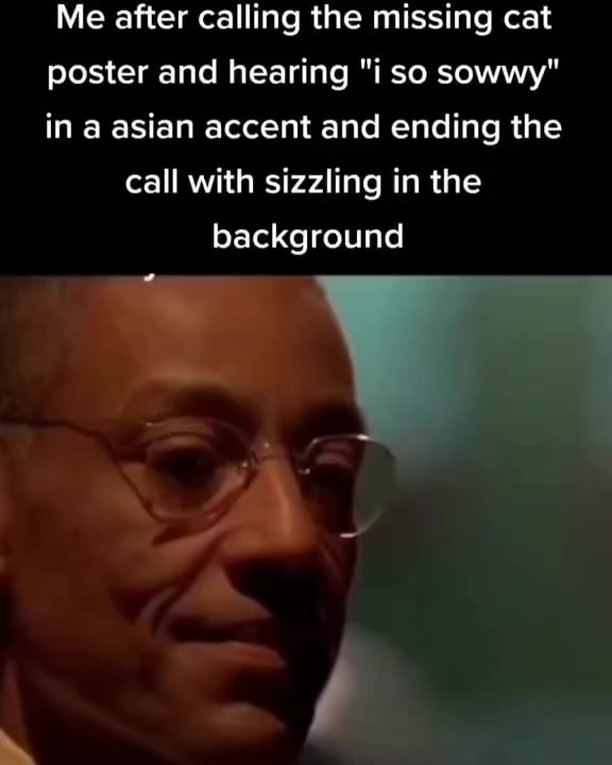 Me after calling the missing cat
poster and hearing "i so sowwy"
in a asian accent and ending the
call with sizzling in the
background